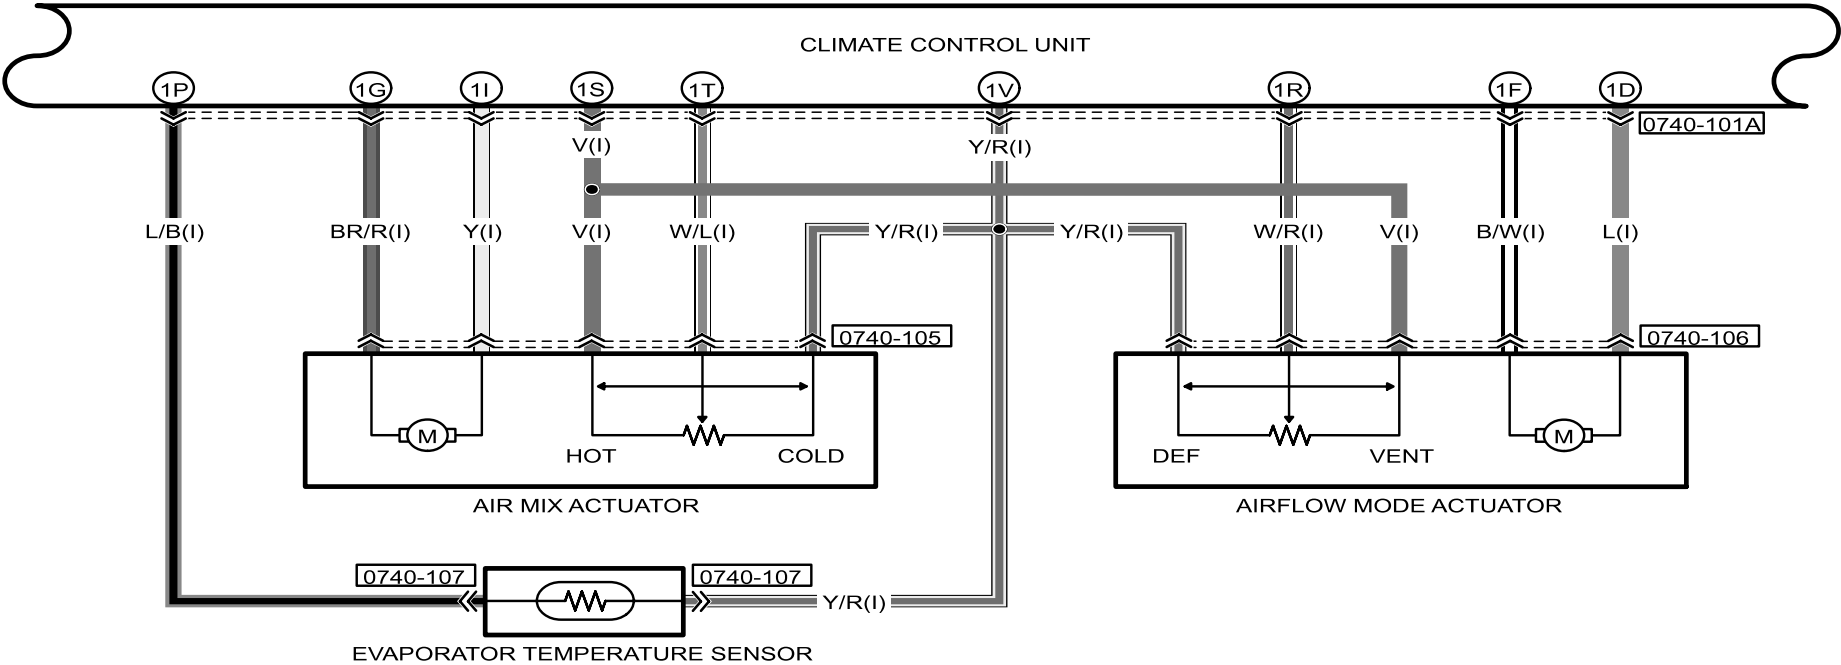 CLIMATE CONTROL UNIT
1P 1G 1I 1S 1T 1V 1R 1F 1D
0740-101A
V(I) Y/R(I)
L/B(I) BR/R(I) Y(I) V(I) W/L(I) Y/R(I) Y/R(I) W/R(I) V(I) B/W(I) L(I)
0740-105 0740-106
M M
HOT COLD DEF VENT
AIR MIX ACTUATOR AIRFLOW MODE ACTUATOR
0740-107 0740-107
Y/R(I)
EVAPORATOR TEMPERATURE SENSOR